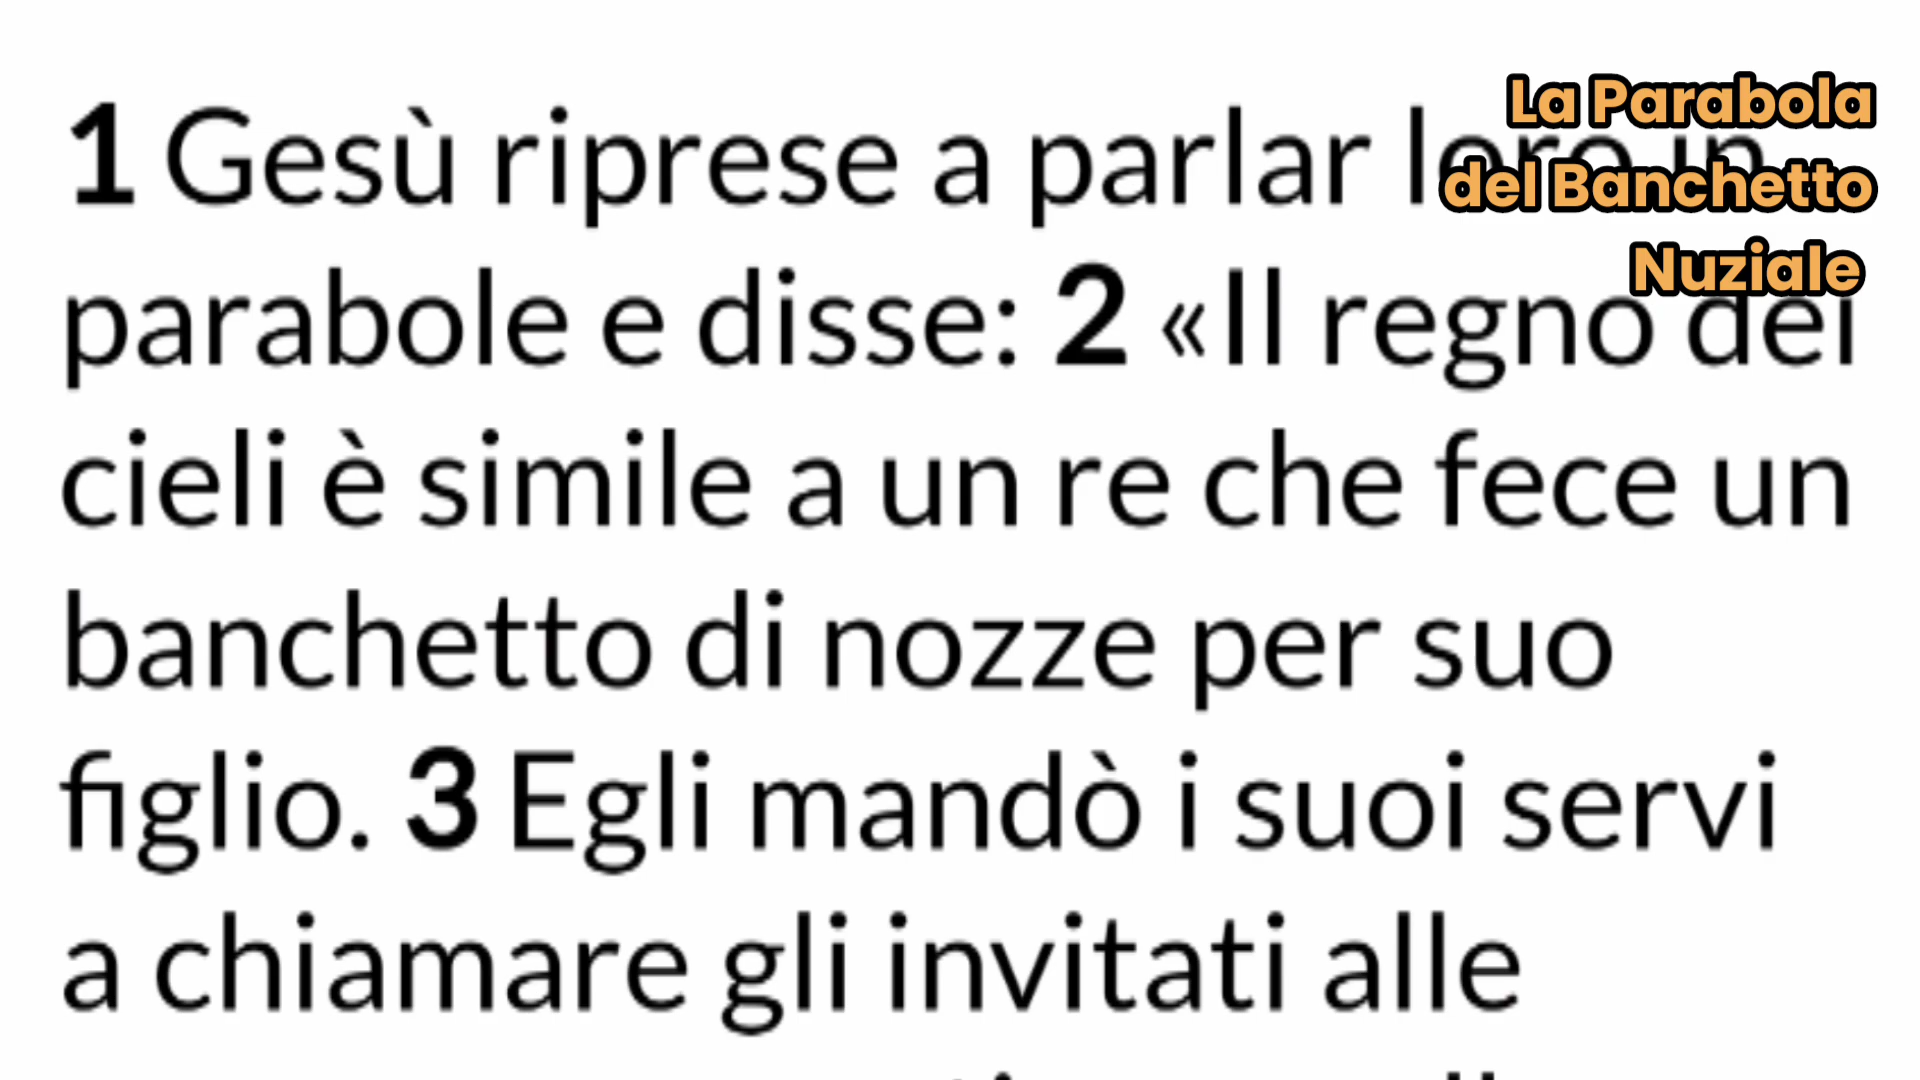 1 Gesù riprese a parlar loro in
parabole e disse: 2 «Il regno dei
cieli è simile a un re che fece un
banchetto di nozze per suo
figlio. 3 Egli mandò i suoi servi
a chiamare gli invitati alle
La Parabola
del Banchetto
Nuziale